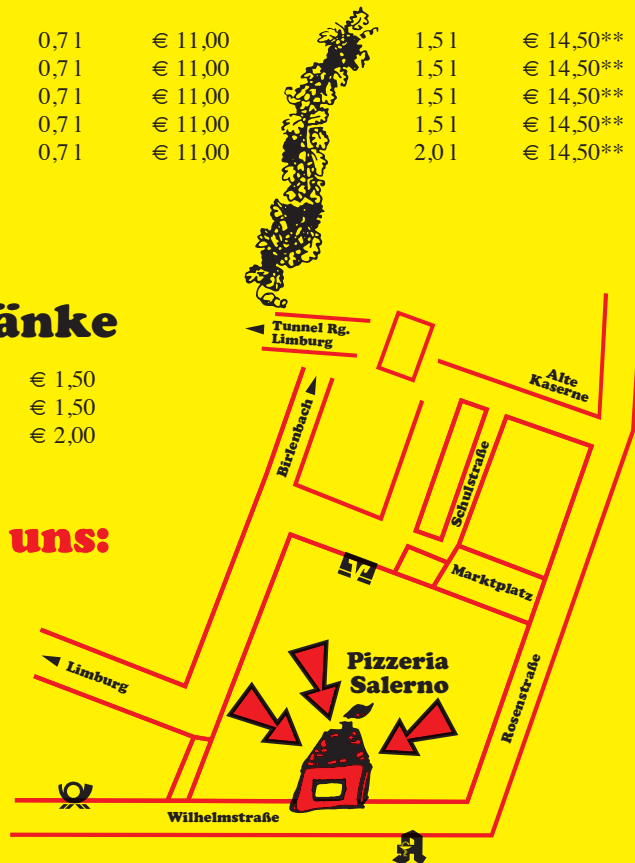 0,7 l € 11,00 1,5 l € 14,50**
0,7 l € 11,00 1,5 l € 14,50**
0,7 l € 11,00 1,5 l € 14,50**
0,7 l € 11,00 1,5 l € 14,50**
0,7 l € 11,00 2,0 l € 14,50**
änke
€ 1,50
€ 1,50
€ 2,00
uns:
Tunnel Rg.
Limburg
Alte
Kaserne
Birlenbach
Schulstraße
Marktplatz
Limburg
Pizzeria
Salerno
Rosenstraße
Wilhelmstraße